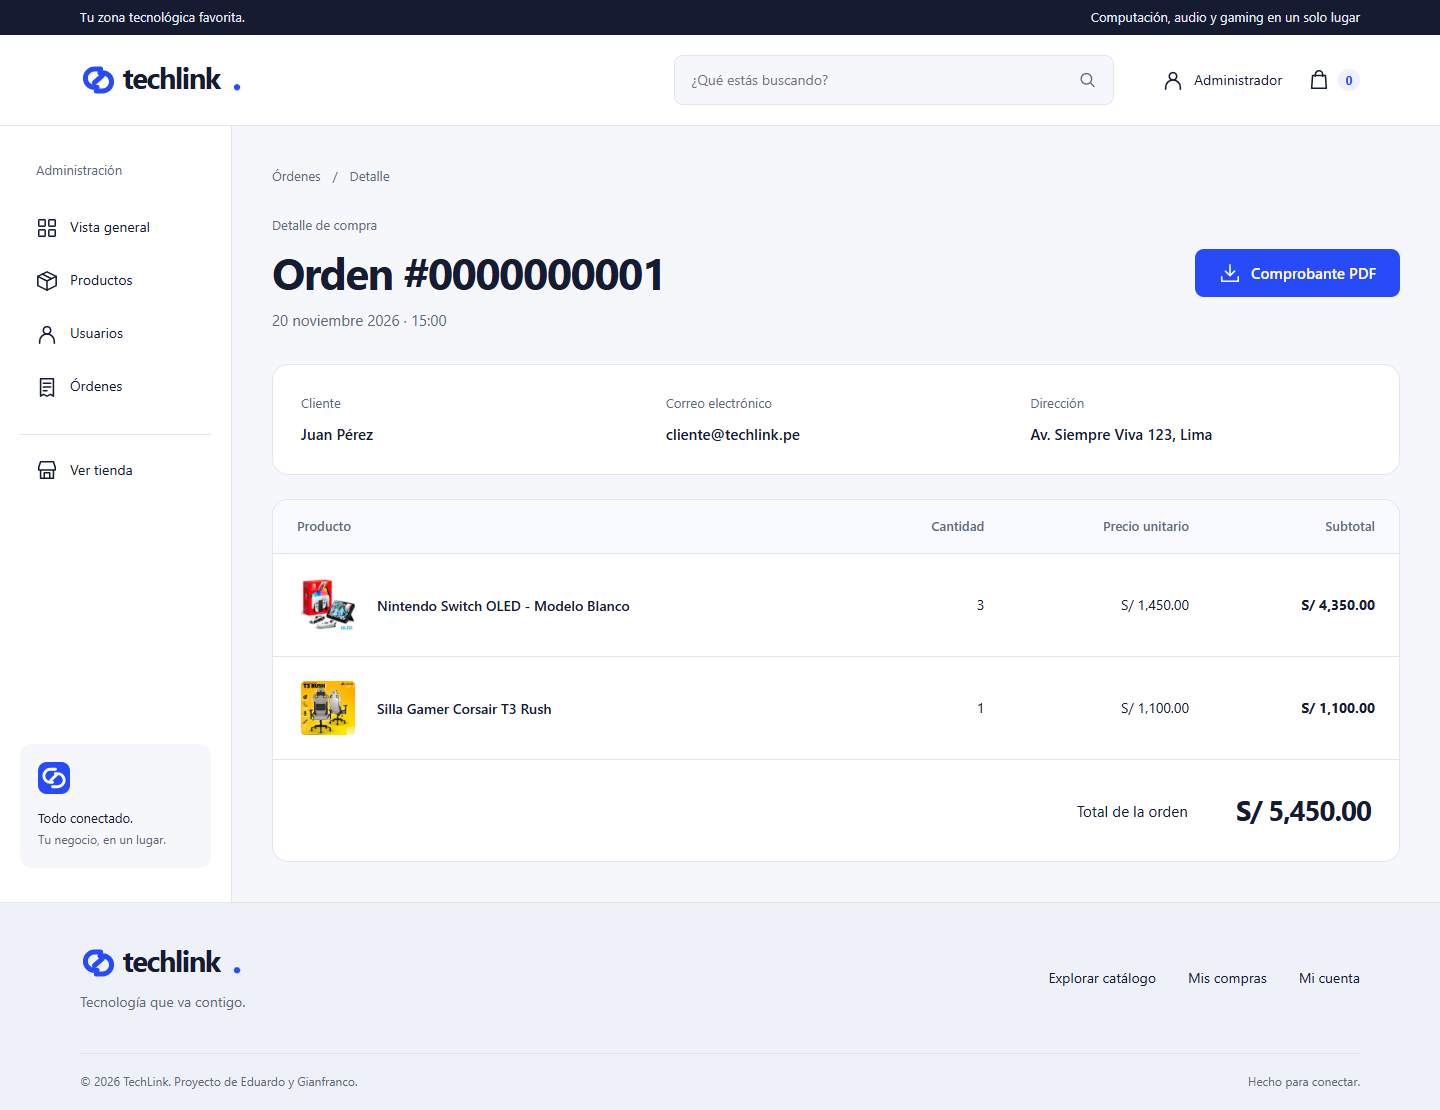 Tu zona tecnológica favorita.
Computación, audio y gaming en un solo lugar
techlink.
¿Qué estás buscando?
Administrador
0
Administración
Vista general
Productos
Usuarios
Órdenes
Ver tienda
Todo conectado.
Tu negocio, en un lugar.
Órdenes / Detalle
Detalle de compra
Orden #0000000001
20 noviembre 2026 · 15:00
Comprobante PDF
Cliente
Juan Pérez
Correo electrónico
cliente@techlink.pe
Dirección
Av. Siempre Viva 123, Lima
Producto Cantidad Precio unitario Subtotal
Nintendo Switch OLED - Modelo Blanco 3 S/ 1,450.00 S/ 4,350.00
T3 RUSH
Silla Gamer Corsair T3 Rush 1 S/ 1,100.00 S/ 1,100.00
Total de la orden S/ 5,450.00
techlink.
Tecnología que va contigo.
Explorar catálogo Mis compras Mi cuenta
© 2026 TechLink. Proyecto de Eduardo y Gianfranco.
Hecho para conectar.